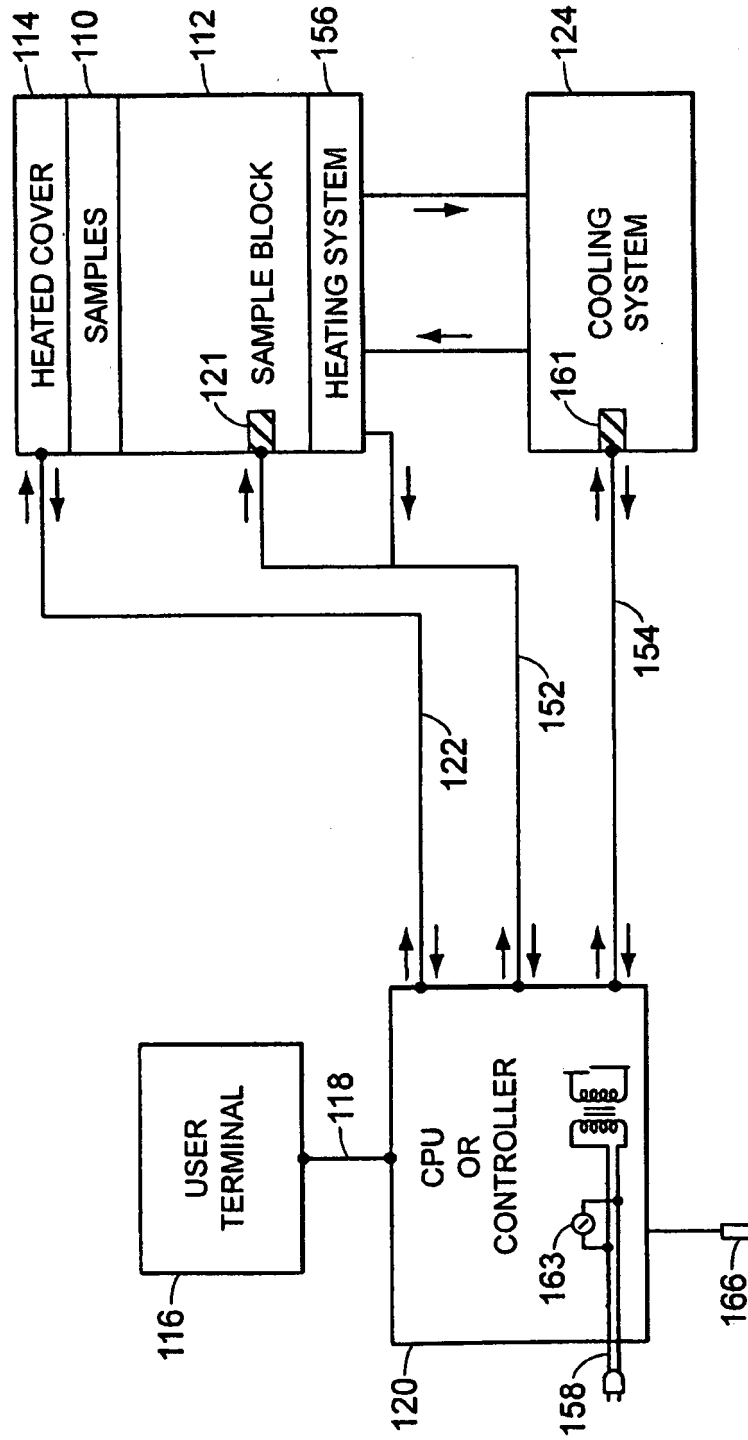 114
110
112
156
HEATED COVER
SAMPLES
121
SAMPLE BLOCK
HEATING SYSTEM
124
161
COOLING
SYSTEM
122
152
154
USER
TERMINAL
116
118
CPU
OR
CONTROLLER
120
163
158
166